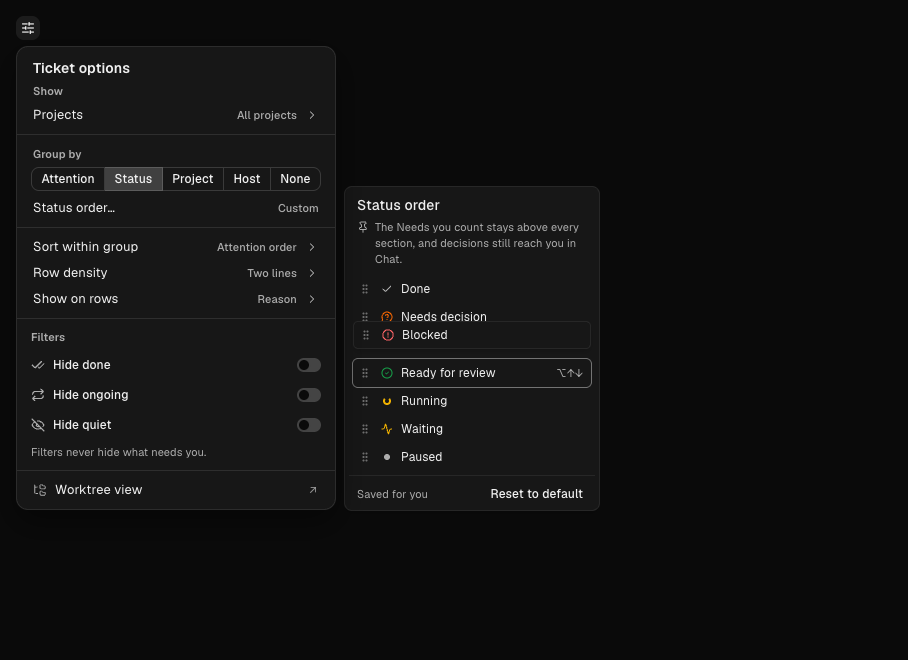 Ticket options
Show
Projects All projects
Group by
Attention Status Project Host None
Status order… Custom
Sort within group Attention order
Row density Two lines
Show on rows Reason
Filters
Hide done
Hide ongoing
Hide quiet
Filters never hide what needs you.
Worktree view
Status order
The Needs you count stays above every
section, and decisions still reach you in
Chat.
Done
Needs decision
Blocked
Ready for review ⌥↑↓
Running
Waiting
Paused
Saved for you Reset to default